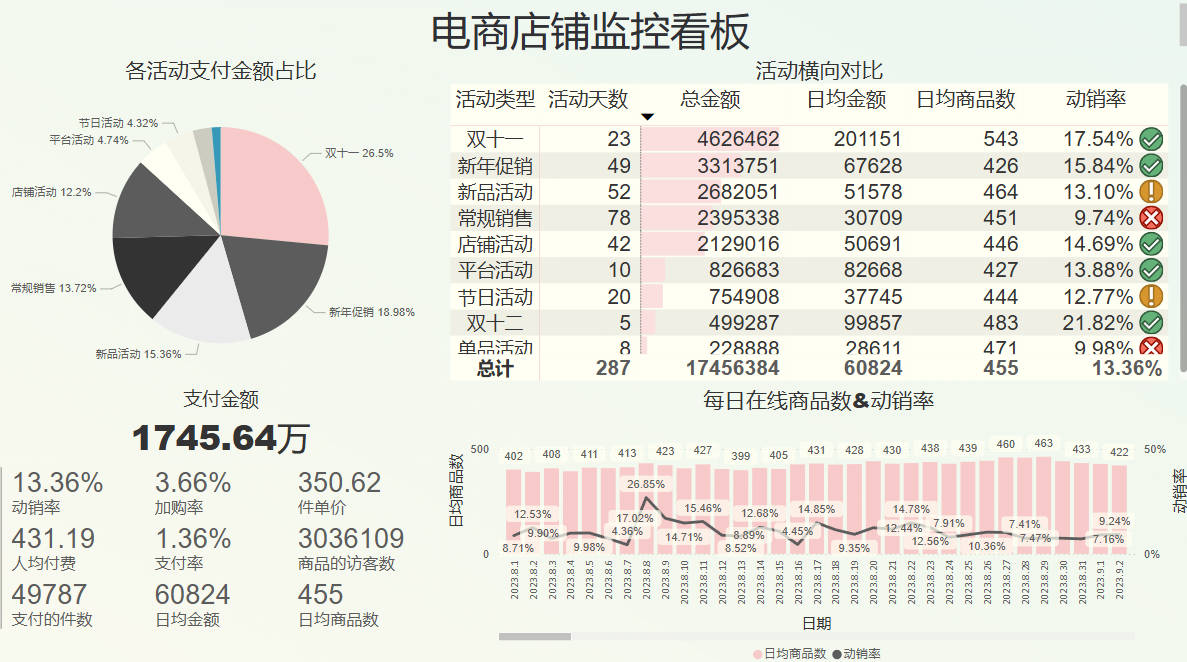 电商店铺监控看板
各活动支付金额占比
节日活动 4.32%
平台活动 4.74%
双十一 26.5%
店铺活动 12.2%
常规销售 13.72%
新年促销 18.98%
新品活动 15.36%
活动横向对比
活动类型 活动天数 总金额 日均金额 日均商品数 动销率
双十一 23 4626462 201151 543 17.54%
新年促销 49 3313751 67628 426 15.84%
新品活动 52 2682051 51578 464 13.10%
常规销售 78 2395338 30709 451 9.74%
店铺活动 42 2129016 50691 446 14.69%
平台活动 10 826683 82668 427 13.88%
节日活动 20 754908 37745 444 12.77%
双十二 5 499287 99857 483 21.82%
单品活动 8 228888 28611 471 9.98%
总计 287 17456384 60824 455 13.36%
支付金额
1745.64万
13.36% 3.66% 350.62
动销率 加购率 件单价
431.19 1.36% 3036109
人均付费 支付率 商品的访客数
49787 60824 455
支付的件数 日均金额 日均商品数
每日在线商品数&动销率
日均商品数
500
0
402 408 411 413 423 427 399 405 431 428 430 438 439 460 463 433 422
26.85%
12.53% 17.02% 15.46% 12.68% 14.85% 14.78% 7.91% 7.41% 9.24%
9.90% 4.36% 14.71% 8.89% 4.45% 12.44% 12.56% 7.47% 7.16%
8.71% 9.98% 8.52% 9.35% 10.36%
50%
0%
动销率
2023.8.1 2023.8.2 2023.8.3 2023.8.4 2023.8.5 2023.8.6 2023.8.7 2023.8.8 2023.8.9 2023.8.10 2023.8.11 2023.8.12 2023.8.13 2023.8.14 2023.8.15 2023.8.16 2023.8.17 2023.8.18 2023.8.19 2023.8.20 2023.8.21 2023.8.22 2023.8.23 2023.8.24 2023.8.25 2023.8.26 2023.8.27 2023.8.28 2023.8.29 2023.8.30 2023.8.31 2023.9.1 2023.9.2
日期
日均商品数 动销率